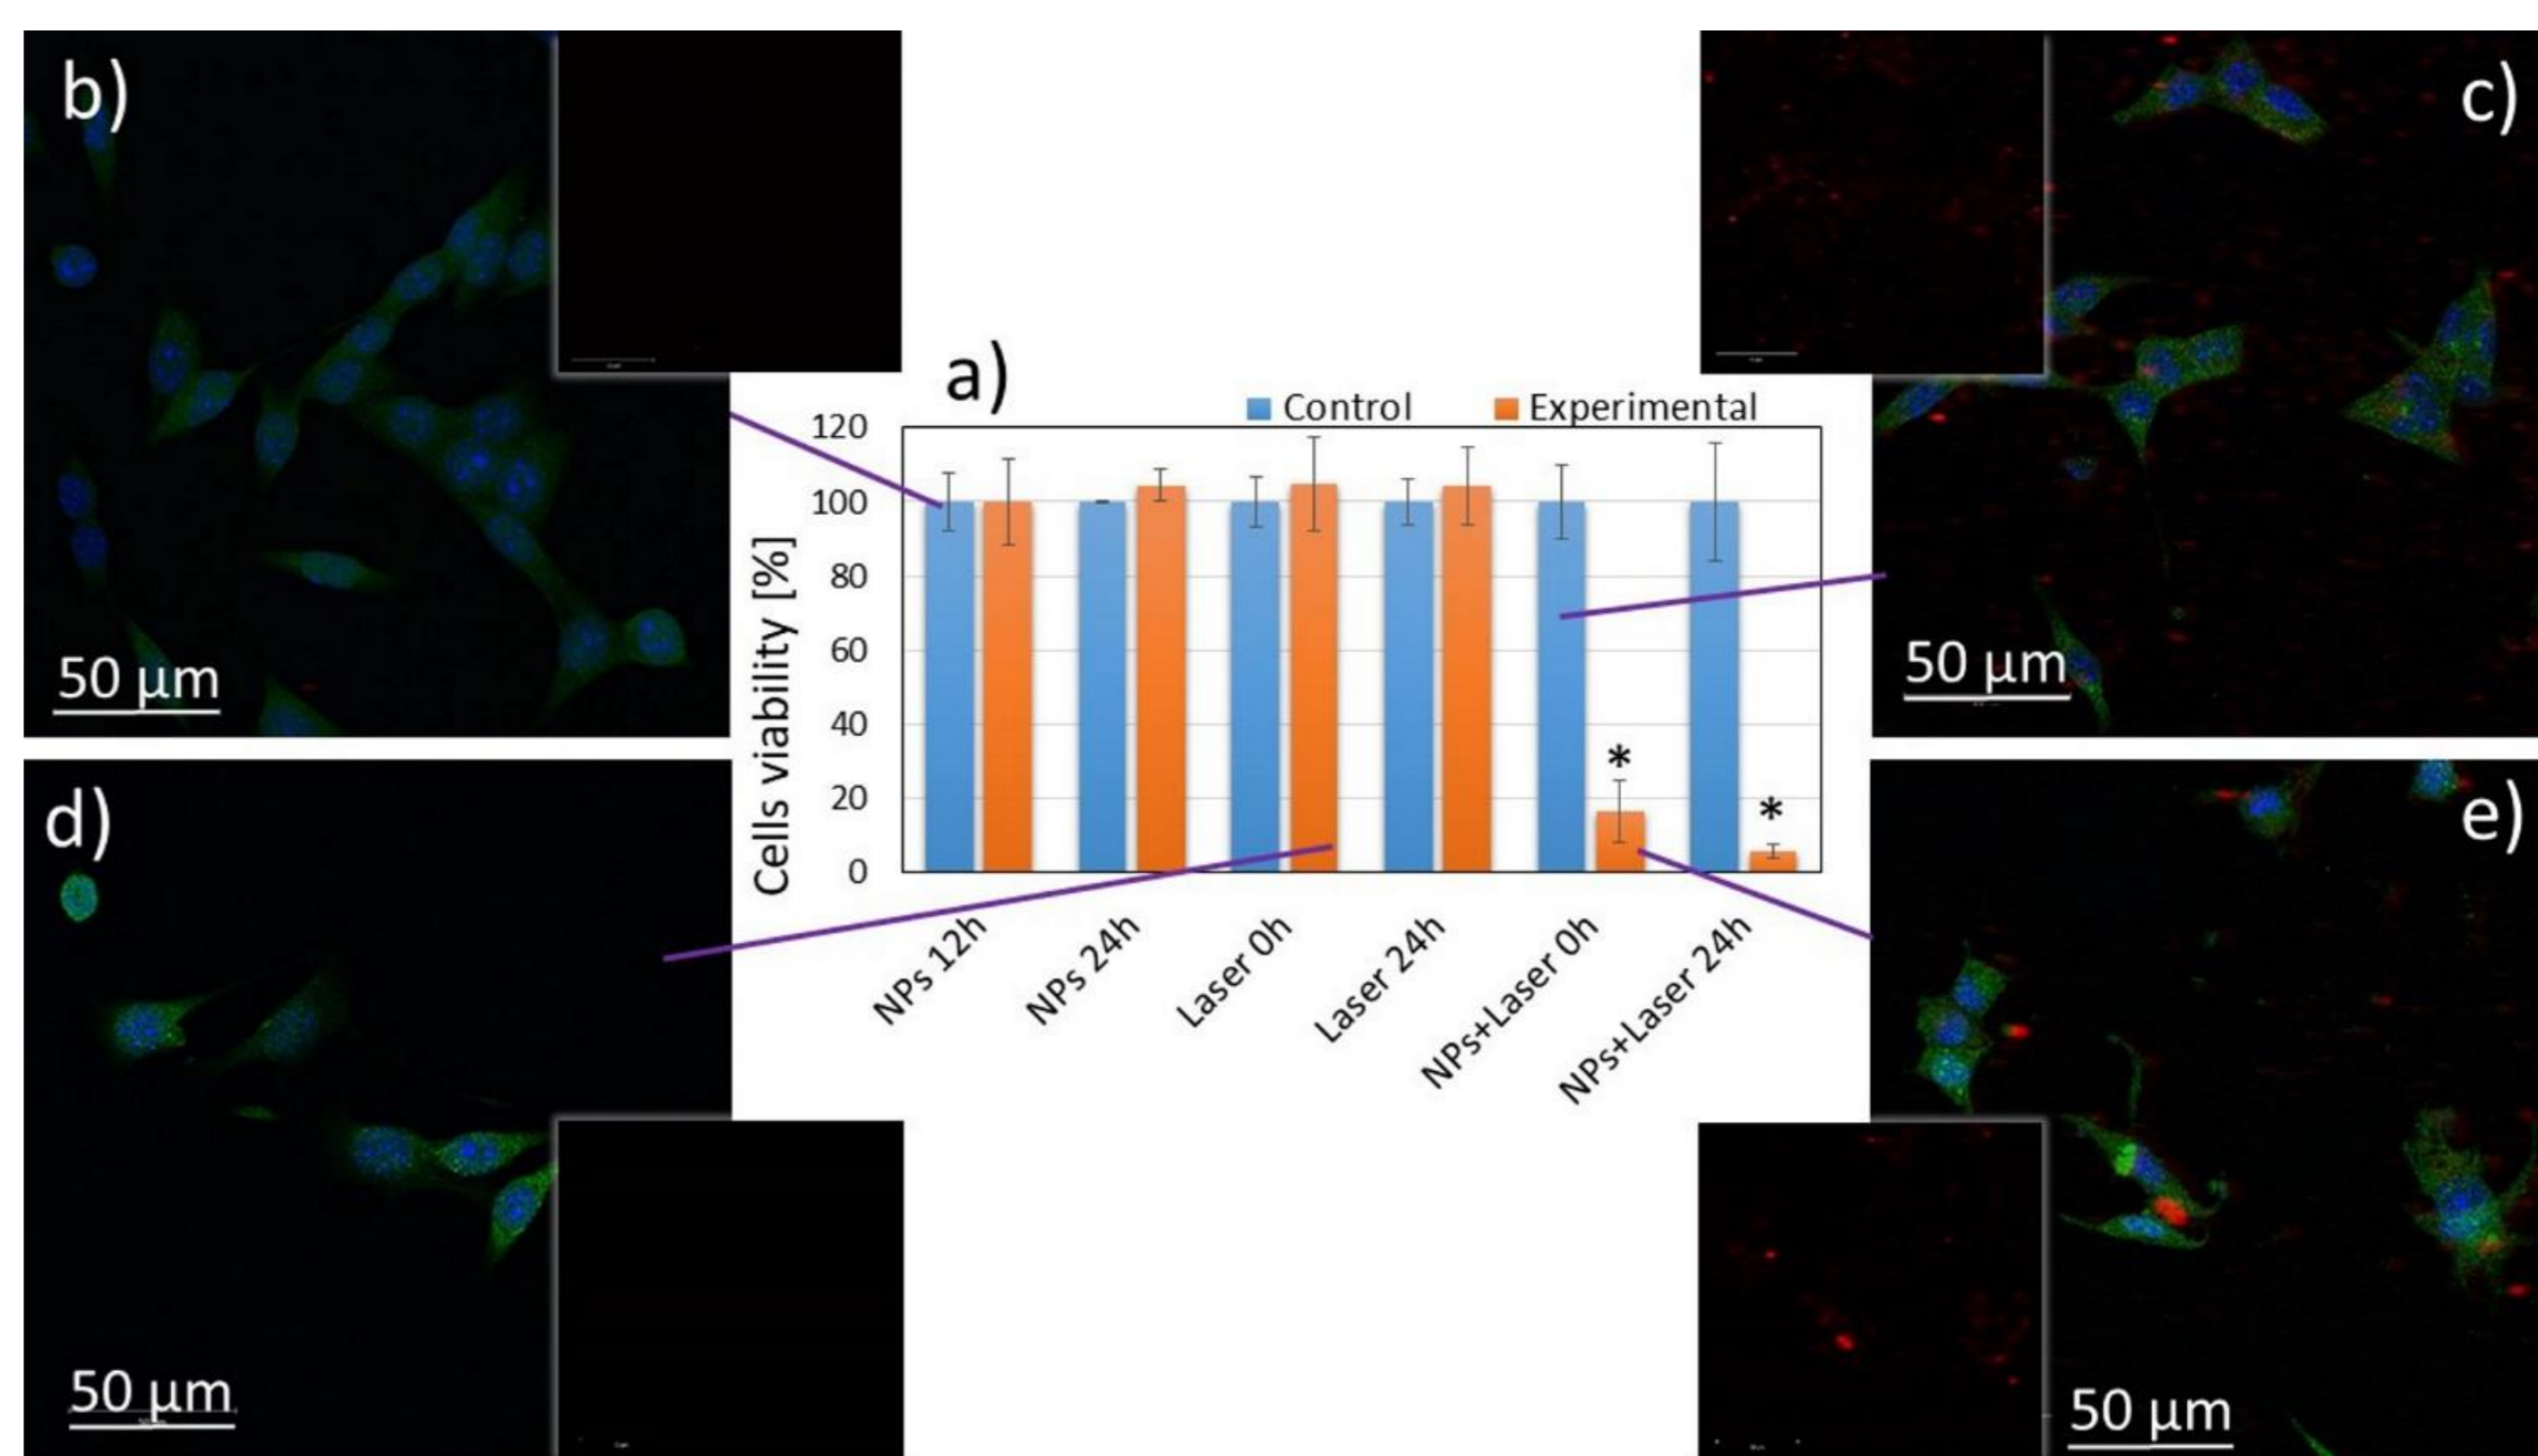 b)
c)
a)
Control
Experimental
120
100
80
60
40
20
0
Cells viability [%]
*
*
NPs 12h
NPs 24h
Laser 0h
Laser 24h
NPs+Laser 0h
NPs+Laser 24h
50 µm
50 µm
d)
e)
50 µm
50 µm